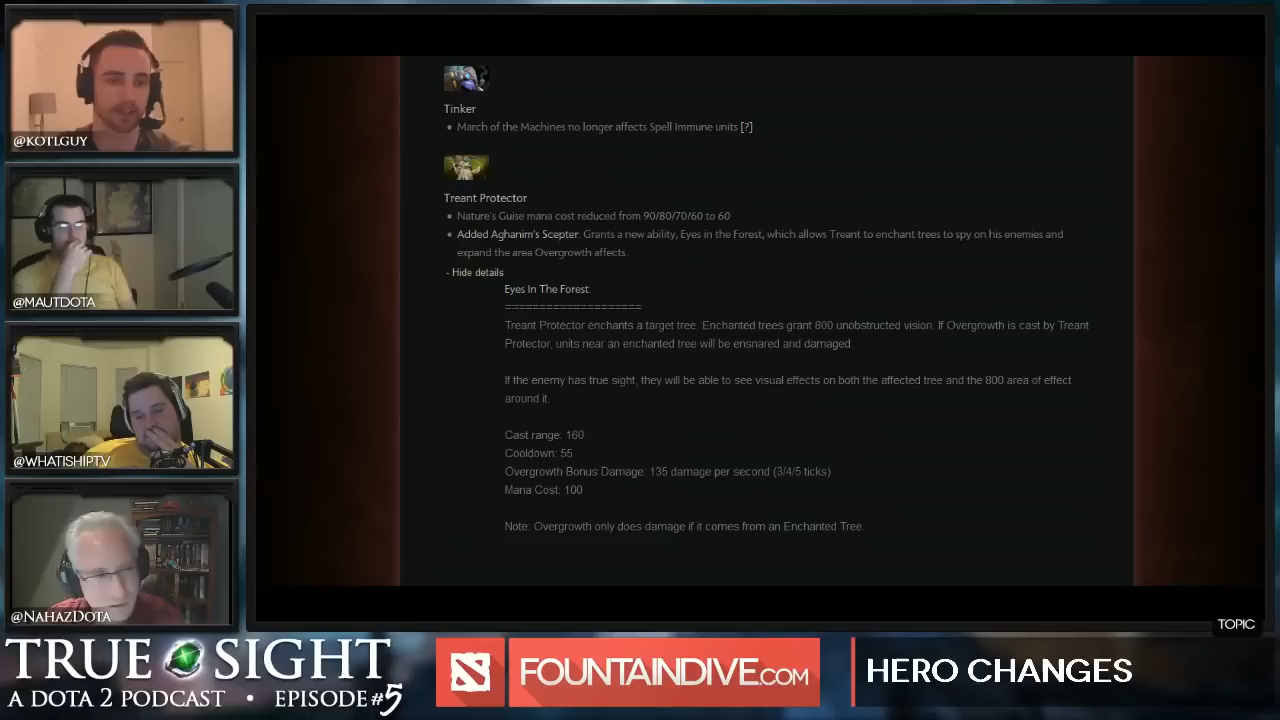 @KOTLGUY
@MAUTDOTA
@WHATISHIPTV
@NAHAZDOTA
Tinker
• March of the Machines no longer affects Spell Immune units [?]
Treant Protector
• Nature's Guise mana cost reduced from 90/80/70/60 to 60
• Added Aghanim's Scepter: Grants a new ability, Eyes in the Forest, which allows Treant to enchant trees to spy on his enemies and
expand the area Overgrowth affects.
- Hide details
Eyes In The Forest:
====================
Treant Protector enchants a target tree. Enchanted trees grant 800 unobstructed vision. If Overgrowth is cast by Treant
Protector, units near an enchanted tree will be ensnared and damaged.
If the enemy has true sight, they will be able to see visual effects on both the affected tree and the 800 area of effect
around it.
Cast range: 160
Cooldown: 55
Overgrowth Bonus Damage: 135 damage per second (3/4/5 ticks)
Mana Cost: 100
Note: Overgrowth only does damage if it comes from an Enchanted Tree.
TOPIC
TRUE SIGHT
A DOTA 2 PODCAST • EPISODE #5
FOUNTAINDIVE.COM
HERO CHANGES